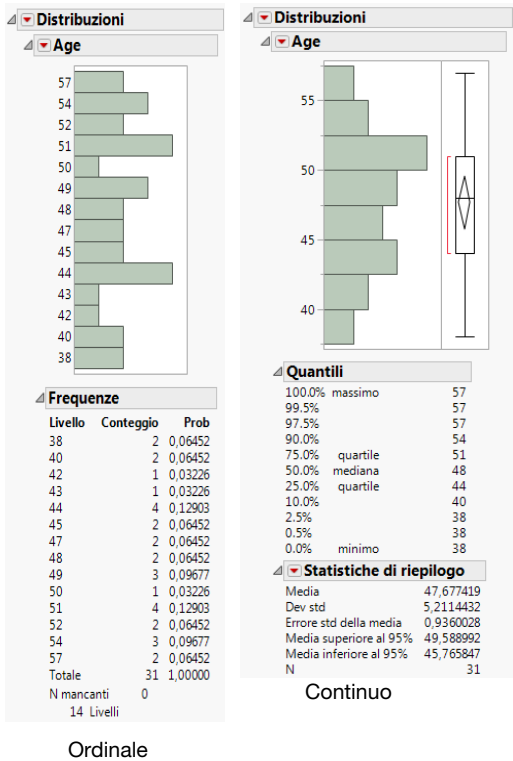 Distribuzioni
Age
57
54
52
51
50
49
48
47
45
44
43
42
40
38
Frequenze
Livello Conteggio Prob
38 2 0,06452
40 2 0,06452
42 1 0,03226
43 1 0,03226
44 4 0,12903
45 2 0,06452
47 2 0,06452
48 2 0,06452
49 3 0,09677
50 1 0,03226
51 4 0,12903
52 2 0,06452
54 3 0,09677
57 2 0,06452
Totale 31 1,00000
N mancanti 0
14 Livelli
Ordinale
Distribuzioni
Age
55
50
45
40
Quantili
100.0% massimo 57
99.5% 57
97.5% 57
90.0% 54
75.0% quartile 51
50.0% mediana 48
25.0% quartile 44
10.0% 40
2.5% 38
0.5% 38
0.0% minimo 38
Statistiche di riepilogo
Media 47,677419
Dev std 5,2114432
Errore std della media 0,9360028
Media superiore al 95% 49,588992
Media inferiore al 95% 45,765847
N 31
Continuo